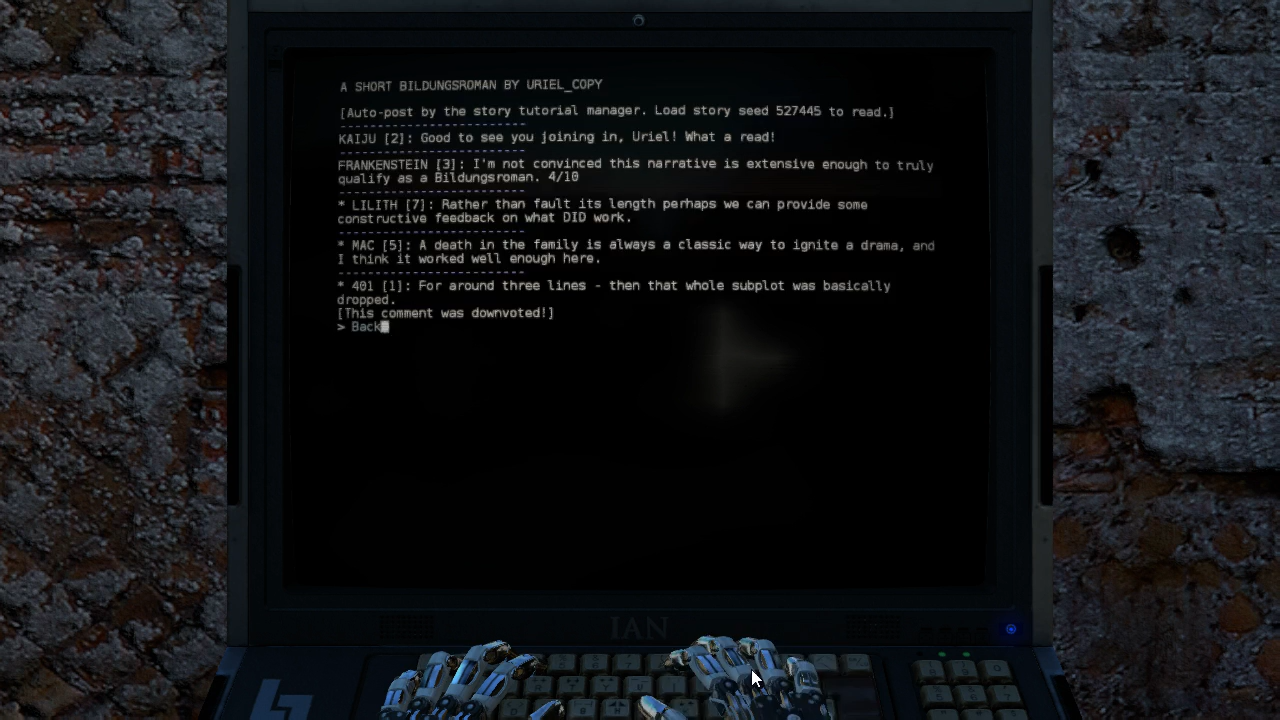 A SHORT BILDUNGSROMAN BY URIEL_COPY
[Auto-post by the story tutorial manager. Load story seed 527445 to read.]
-------------------------
KAIJU [2]: Good to see you joining in, Uriel! What a read!
-------------------------
FRANKENSTEIN [3]: I'm not convinced this narrative is extensive enough to truly
qualify as a Bildungsroman. 4/10
-------------------------
* LILITH [7]: Rather than fault its length perhaps we can provide some
constructive feedback on what DID work.
-------------------------
* MAC [5]: A death in the family is always a classic way to ignite a drama, and
I think it worked well enough here.
-------------------------
* 401 [1]: For around three lines - then that whole subplot was basically
dropped.
[This comment was downvoted!]
> Back
IAN